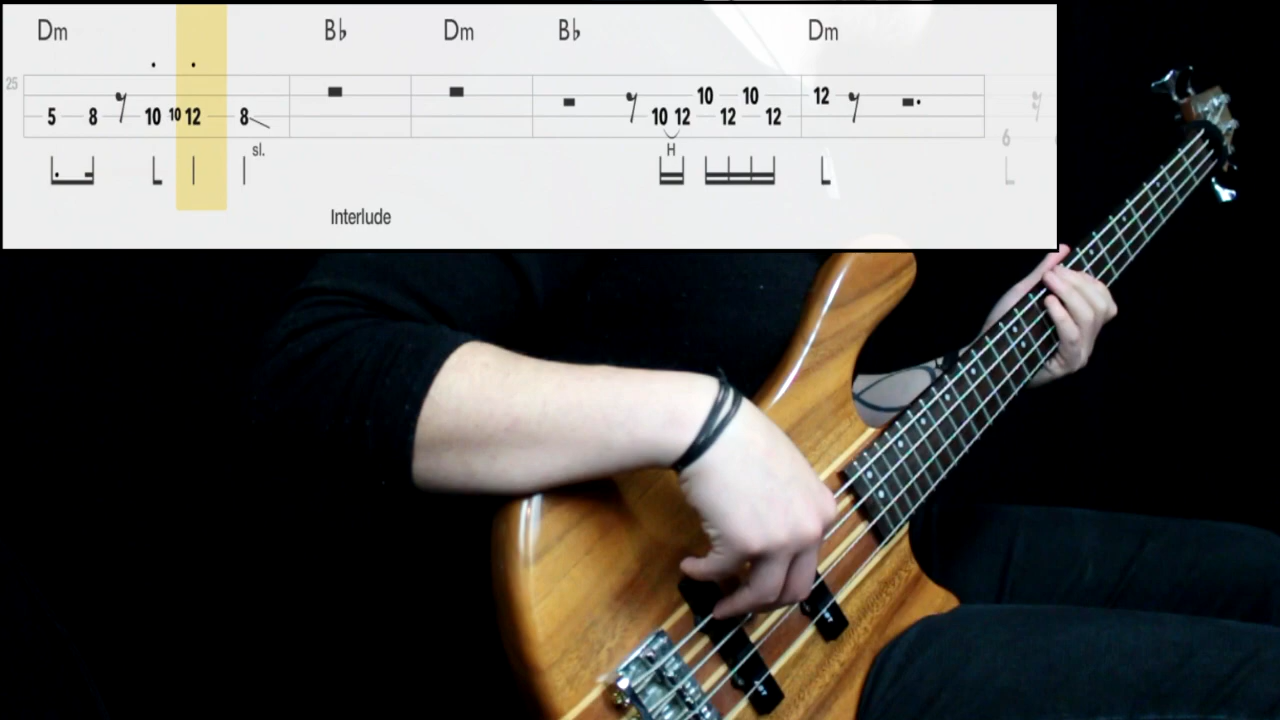 Dm B♭ Dm B♭ Dm
25
10 10 12
5 8 10 10 12 8 10 12 12 12
6
sl. H
Interlude